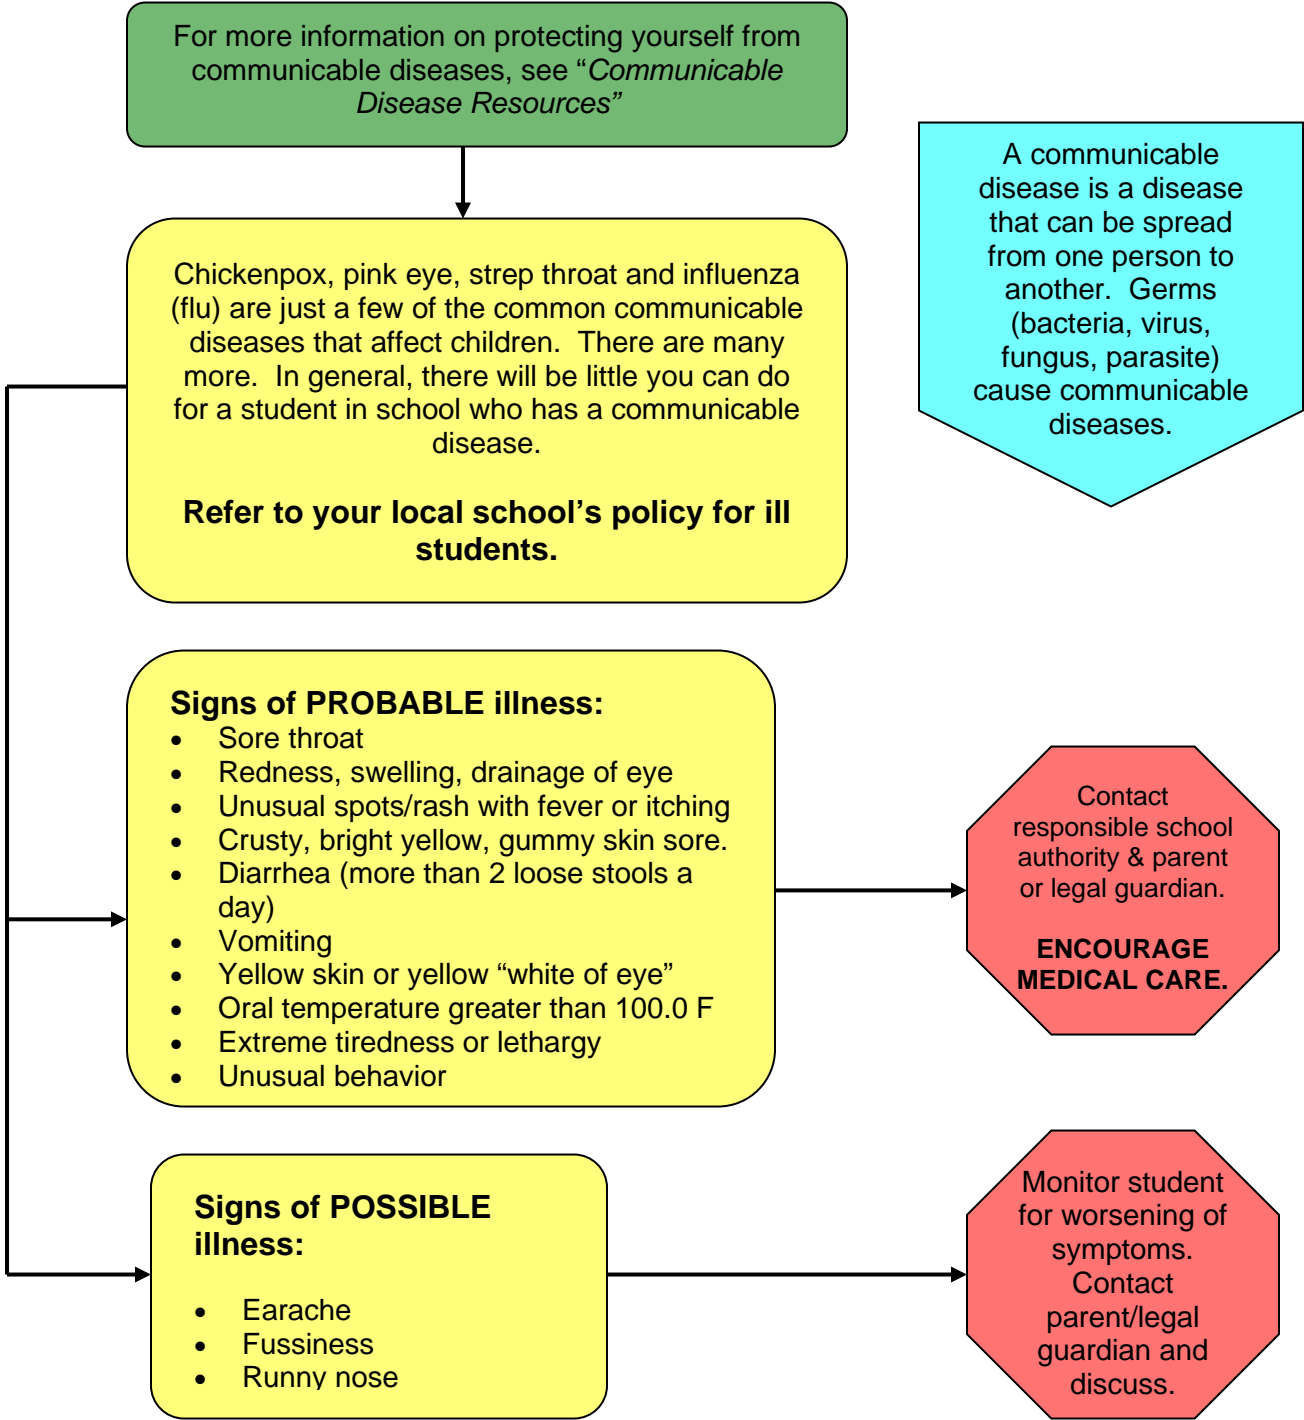 For more information on protecting yourself from
communicable diseases, see “Communicable
Disease Resources”
A communicable
disease is a disease
that can be spread
from one person to
another.  Germs
(bacteria, virus,
fungus, parasite)
cause communicable
diseases.
Chickenpox, pink eye, strep throat and influenza
(flu) are just a few of the common communicable
diseases that affect children.  There are many
more.  In general, there will be little you can do
for a student in school who has a communicable
disease.
Refer to your local school’s policy for ill
students.
Signs of PROBABLE illness:
• Sore throat
• Redness, swelling, drainage of eye
• Unusual spots/rash with fever or itching
• Crusty, bright yellow, gummy skin sore.
• Diarrhea (more than 2 loose stools a
day)
• Vomiting
• Yellow skin or yellow “white of eye”
• Oral temperature greater than 100.0 F
• Extreme tiredness or lethargy
• Unusual behavior
Contact
responsible school
authority & parent
or legal guardian.
ENCOURAGE
MEDICAL CARE.
Signs of POSSIBLE
illness:
• Earache
• Fussiness
• Runny nose
Monitor student
for worsening of
symptoms.
Contact
parent/legal
guardian and
discuss.